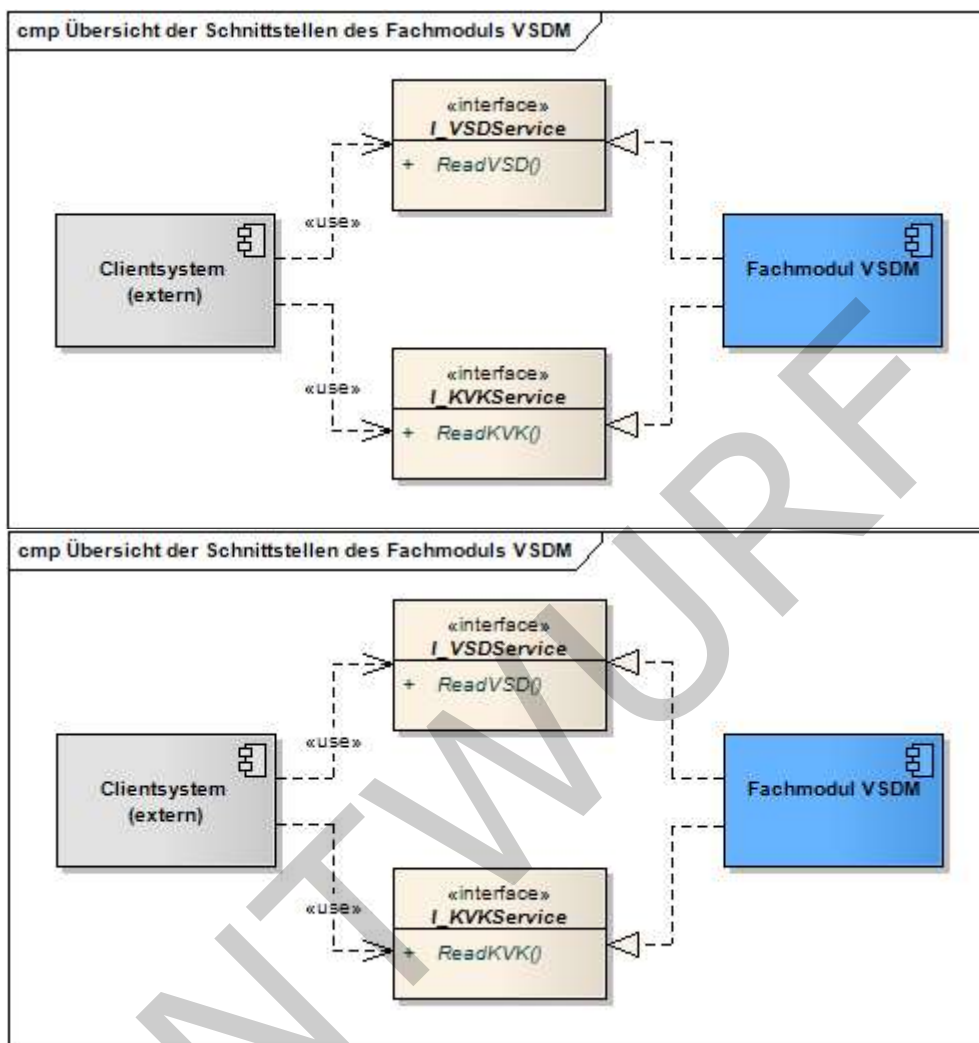 cmp Übersicht der Schnittstellen des Fachmoduls VSDM
«interface»
I_VSDService
+ ReadVSD()
«use»
Clientsystem
(extern)
Fachmodul VSDM
«interface»
I_KVKService
«use»
+ ReadKVK()
cmp Übersicht der Schnittstellen des Fachmoduls VSDM
«interface»
I_VSDService
+ ReadVSD()
«use»
Clientsystem
(extern)
Fachmodul VSDM
«interface»
I_KVKService
«use»
+ ReadKVK()
NTWURF